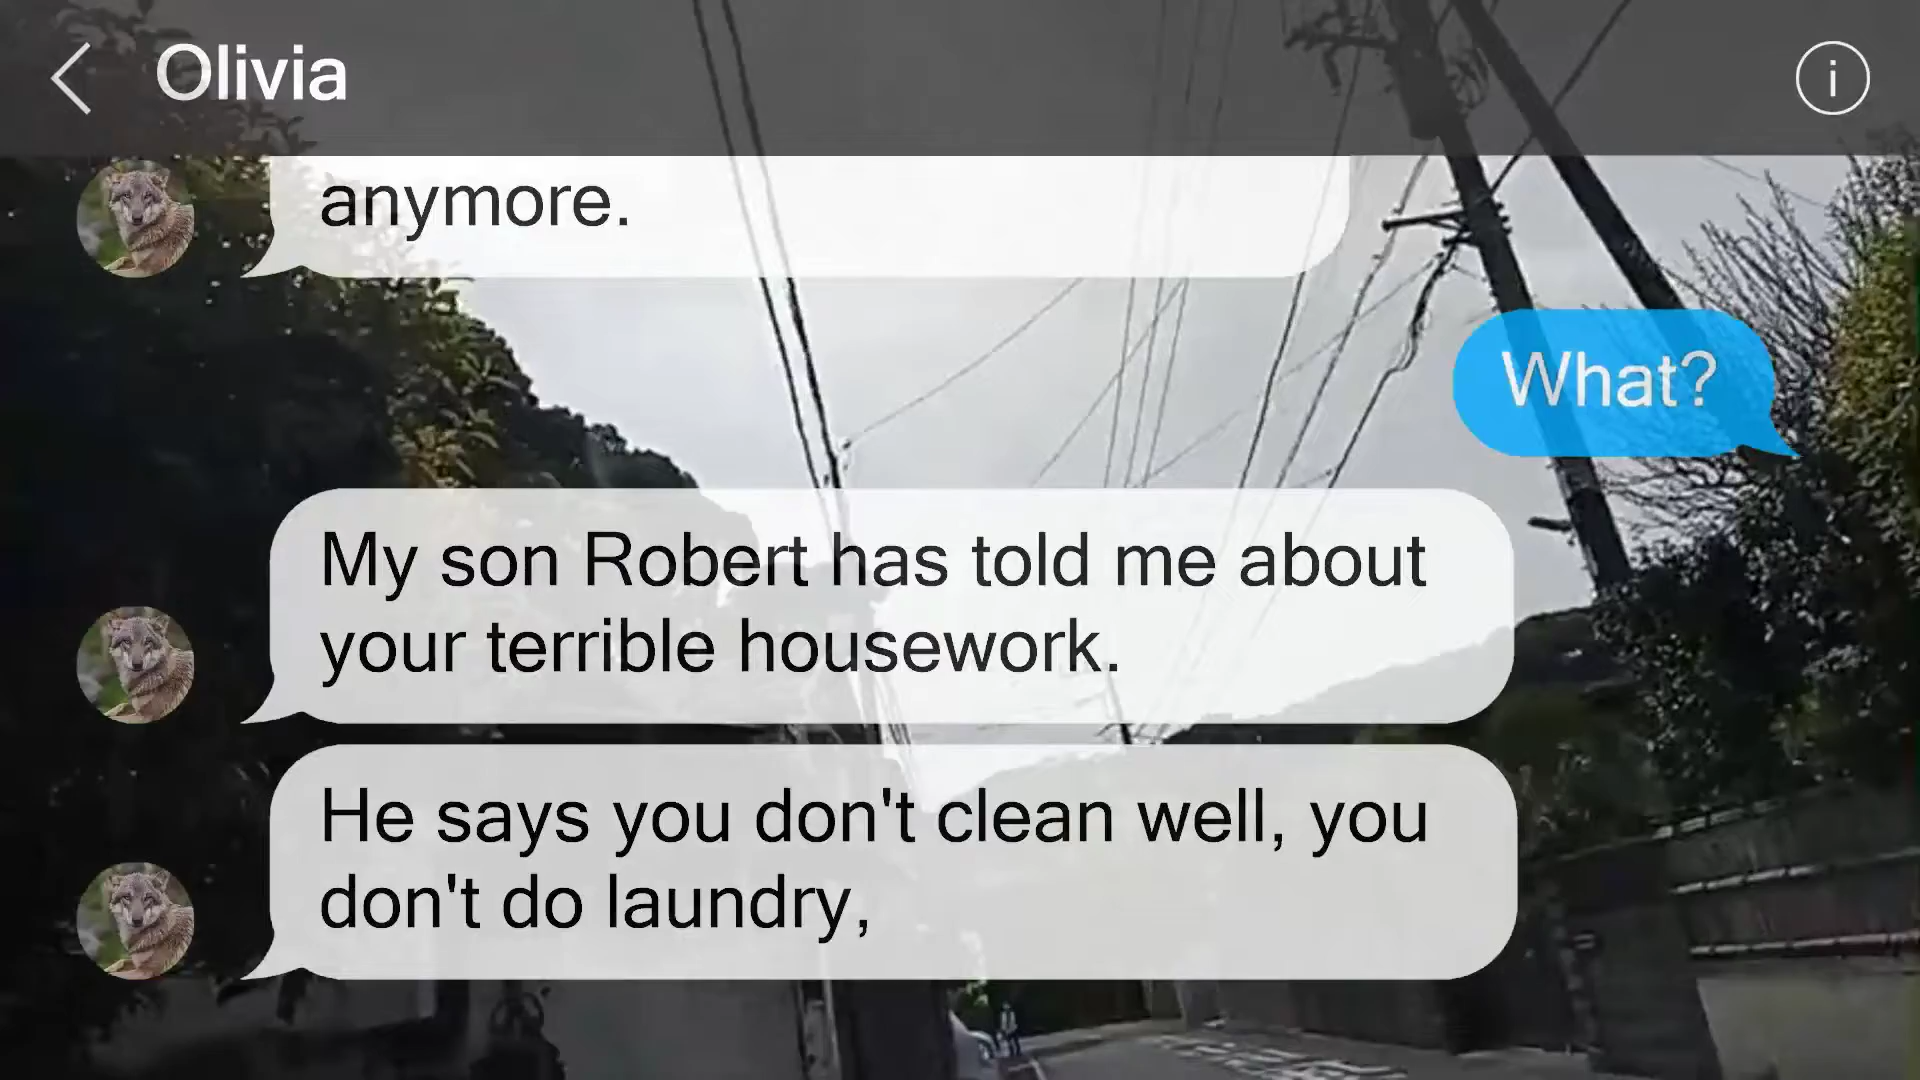 Olivia
anymore.
What?
My son Robert has told me about
your terrible housework.
He says you don't clean well, you
don't do laundry,